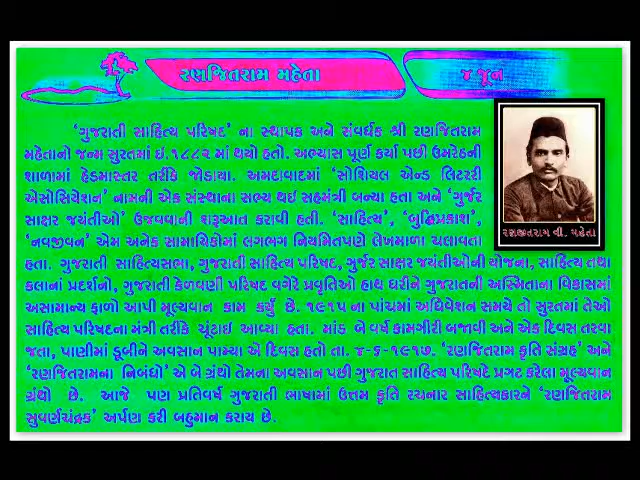 રણજિતરામ મહેતા
૪ જૂન
'ગુજરાતી સાહિત્ય પરિષદ' ના સ્થાપક અને સંવર્ધક શ્રી રણજિતરામ
મહેતાનો જન્મ સુરતમાં ઇ.૧૮૮૨ માં થયો હતો. અભ્યાસ પૂર્ણ કર્યા પછી ઉમરેઠની
શાળામાં હેડમાસ્તર તરીકે જોડાયા. અમદાવાદમાં 'સોશિયલ એન્ડ લિટરરી
એસોસિયેશન' નામની એક સંસ્થાના સભ્ય થઇ સહમંત્રી બન્યા હતા અને 'ગુર્જર
સાક્ષર જયંતીઓ' ઉજવવાની શરૂઆત કરાવી હતી. 'સાહિત્ય', 'બુદ્ધિપ્રકાશ',
'નવજીવન' એમ અનેક સામાયિકોમાં લગભગ નિયમિતપણે લેખમાળા ચલાવતા
રણજીતરામ વી. મહેતા
હતા. ગુજરાતી સાહિત્યસભા, ગુજરાતી સાહિત્ય પરિષદ, ગુર્જર સાક્ષર જયંતીઓની યોજના, સાહિત્ય તથા
કલાનાં પ્રદર્શનો, ગુજરાતી કેળવણી પરિષદ વગેરે પ્રવૃતિઓ હાથ ધરીને ગુજરાતની અસ્મિતાના વિકાસમાં
અસામાન્ય ફાળો આપી મૂલ્યવાન કામ કર્યું છે. ૧૯૧૫ ના પાંચમાં અધિવેશન સમયે તો સુરતમાં તેઓ
સાહિત્ય પરિષદના મંત્રી તરીકે ચૂંટાઇ આવ્યા હતા. માંડ બે વર્ષ કામગીરી બજાવી અને એક દિવસ તરવા
જતા, પાણીમાં ડૂબીને અવસાન પામ્યા એ દિવસ હતો તા. ૪-૬-૧૯૧૭. 'રણજિતરામ કૃતિ સંગ્રહ' અને
'રણજિતરામના નિબંધો' એ બે ગ્રંથો તેમના અવસાન પછી ગુજરાત સાહિત્ય પરિષદે પ્રગટ કરેલા મૂલ્યવાન
ગ્રંથો છે. આજે પણ પ્રતિવર્ષ ગુજરાતી ભાષામાં ઉત્તમ કૃતિ રચનાર સાહિત્યકારને 'રણજિતરામ
સુવર્ણચંદ્રક' અર્પણ કરી બહુમાન કરાય છે.